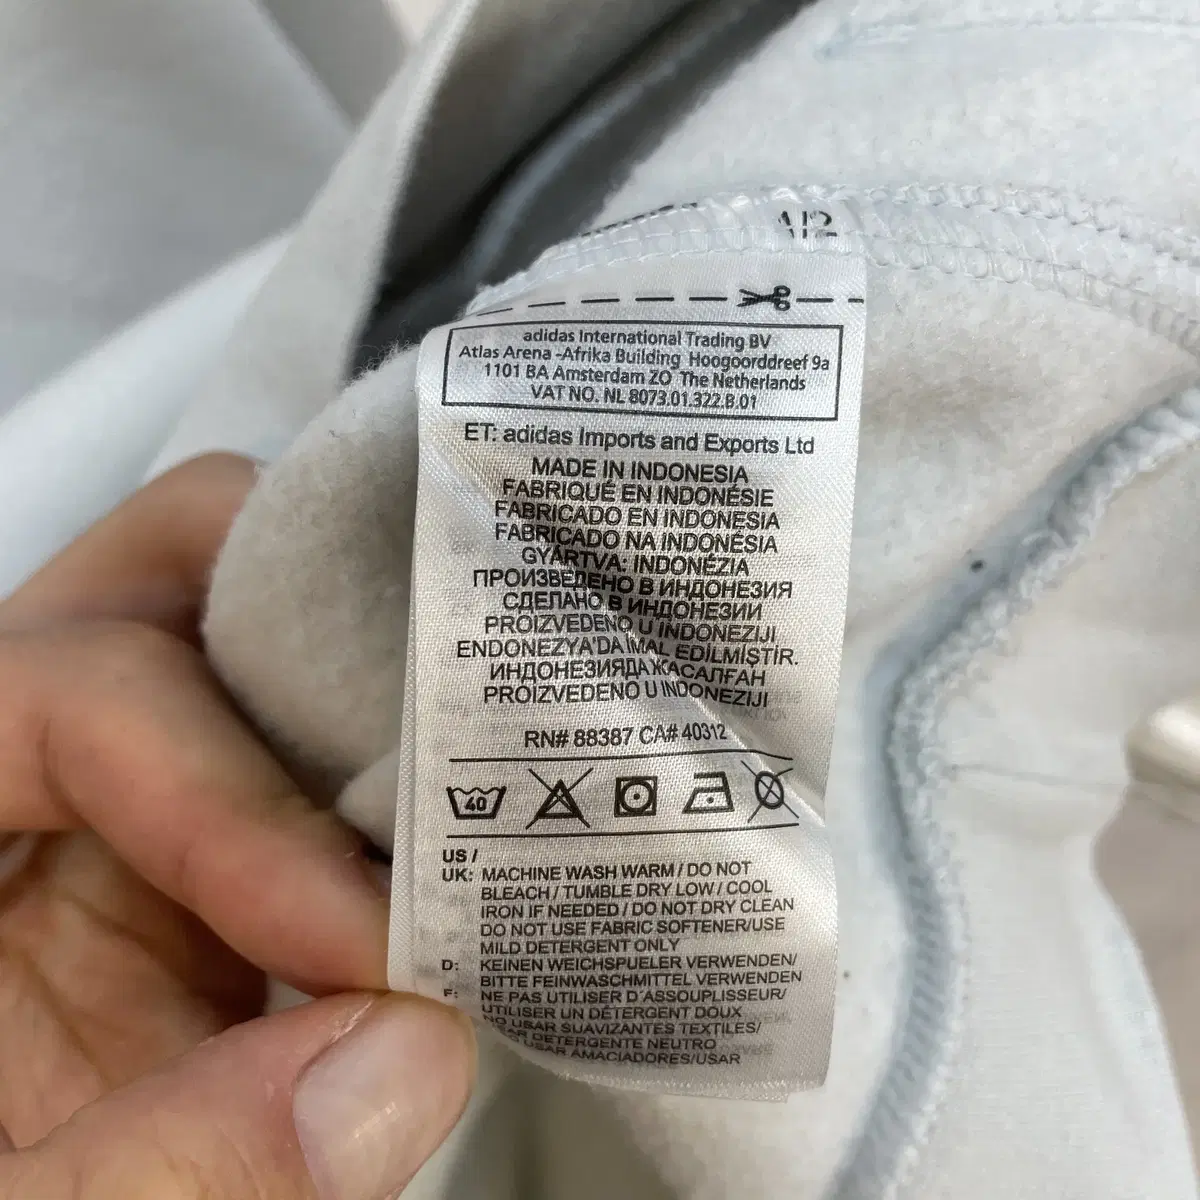 4/2
adidas International Trading BV
Atlas Arena -Afrika Building Hoogoorddreef 9a
1101 BA Amsterdam ZO The Netherlands
VAT NO. NL 8073.01.322.B.01
ET: adidas Imports and Exports Ltd
MADE IN INDONESIA
FABRIQUÉ EN INDONÉSIE
FABRICADO EN INDONESIA
FABRICADO NA INDONÉSIA
GYÁRTVA: INDONÉZIA
ПРОИЗВЕДЕНО В ИНДОНЕЗИЯ
СДЕЛАНО В ИНДОНЕЗИИ
PROIZVEDENO U INDONEZIJI
ENDONEZYA'DA İMAL EDİLMİŞTİR.
ИНДОНЕЗИЯДА ЖАСАЛҒАН
PROIZVEDENO U INDONEZIJI
RN# 88387 CA# 40312
40
US /
UK: MACHINE WASH WARM / DO NOT
BLEACH / TUMBLE DRY LOW / COOL
IRON IF NEEDED / DO NOT DRY CLEAN
DO NOT USE FABRIC SOFTENER/USE
MILD DETERGENT ONLY
D: KEINEN WEICHSPUELER VERWENDEN/
BITTE FEINWASCHMITTEL VERWENDEN
F: NE PAS UTILISER D'ASSOUPLISSEUR/
UTILISER UN DÉTERGENT DOUX
NO USAR SUAVIZANTES TEXTILES/
DETERGENTE NEUTRO
USAR AMACIADORES/USAR